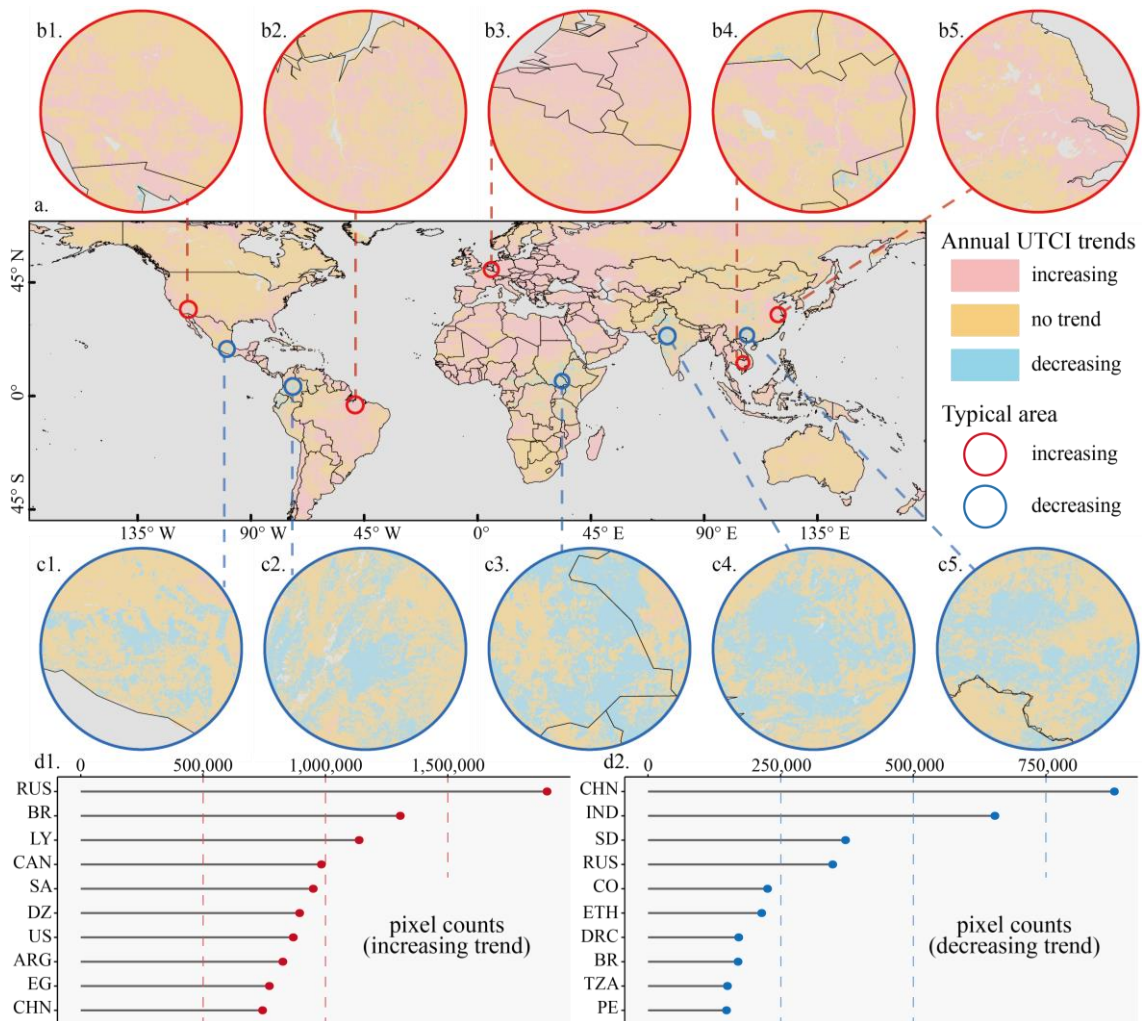 b1.
b2.
b3.
b4.
b5.
a.
45° N
0°
45° S
135° W
90° W
45° W
0°
45° E
90° E
135° E
Annual UTCI trends
increasing
no trend
decreasing
Typical area
increasing
decreasing
c1.
c2.
c3.
c4.
c5.
d1.
0
500,000
1,000,000
1,500,000
RUS
BR
LY
CAN
SA
DZ
US
ARG
EG
CHN
pixel counts
(increasing trend)
d2.
0
250,000
500,000
750,000
CHN
IND
SD
RUS
CO
ETH
DRC
BR
TZA
PE
pixel counts
(decreasing trend)